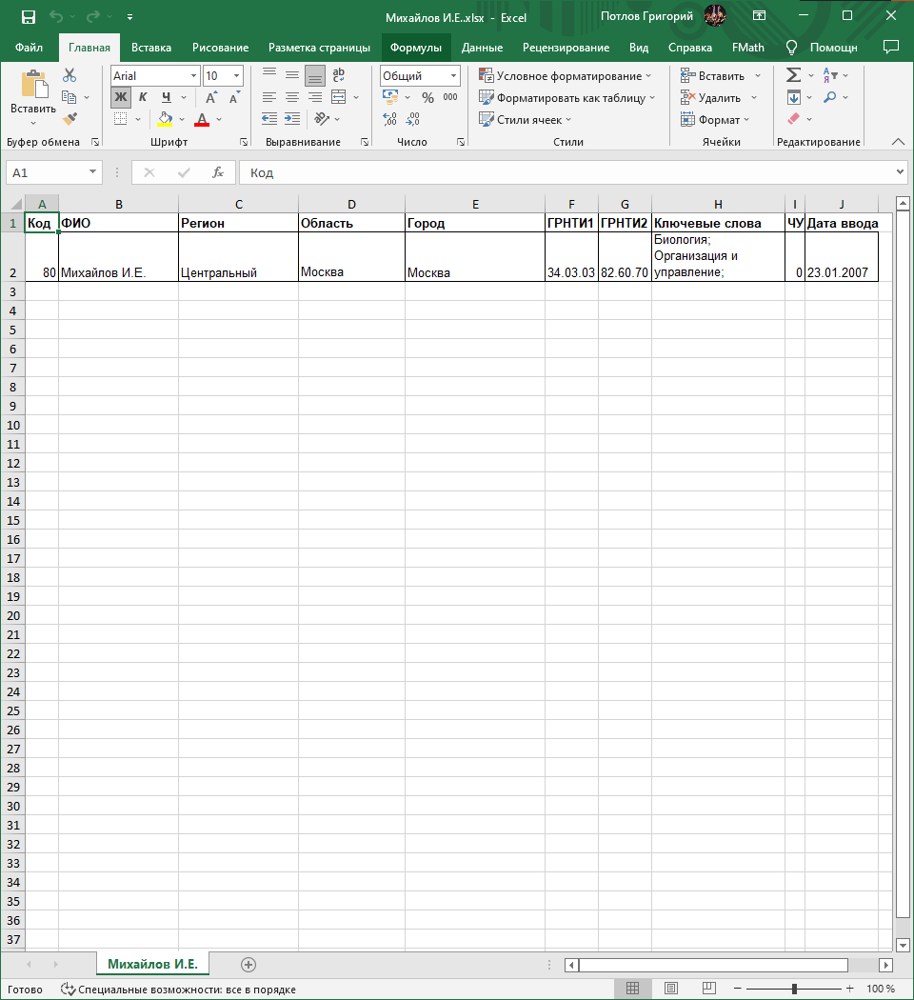 Михайлов И.Е..xlsx - Excel
Потлов Григорий
Файл Главная Вставка Рисование Разметка страницы Формулы Данные Рецензирование Вид Справка FMath Помощн
Вставить
Arial 10
Общий
Условное форматирование
Вставить
Ж К Ч
% 000
Форматировать как таблицу
Удалить
Стили ячеек
Формат
Буфер обмена Шрифт Выравнивание Число Стили Ячейки Редактирование
A1 fx Код
A B C D E F G H I J
1 Код ФИО Регион Область Город ГРНТИ1 ГРНТИ2 Ключевые слова ЧУ Дата ввода
Биология;
Организация и
2 80 Михайлов И.Е. Центральный Москва Москва 34.03.03 82.60.70 управление; 0 23.01.2007
3
4
5
6
7
8
9
10
11
12
13
14
15
16
17
18
19
20
21
22
23
24
25
26
27
28
29
30
31
32
33
34
35
36
37
Михайлов И.Е.
Готово Специальные возможности: все в порядке 100 %